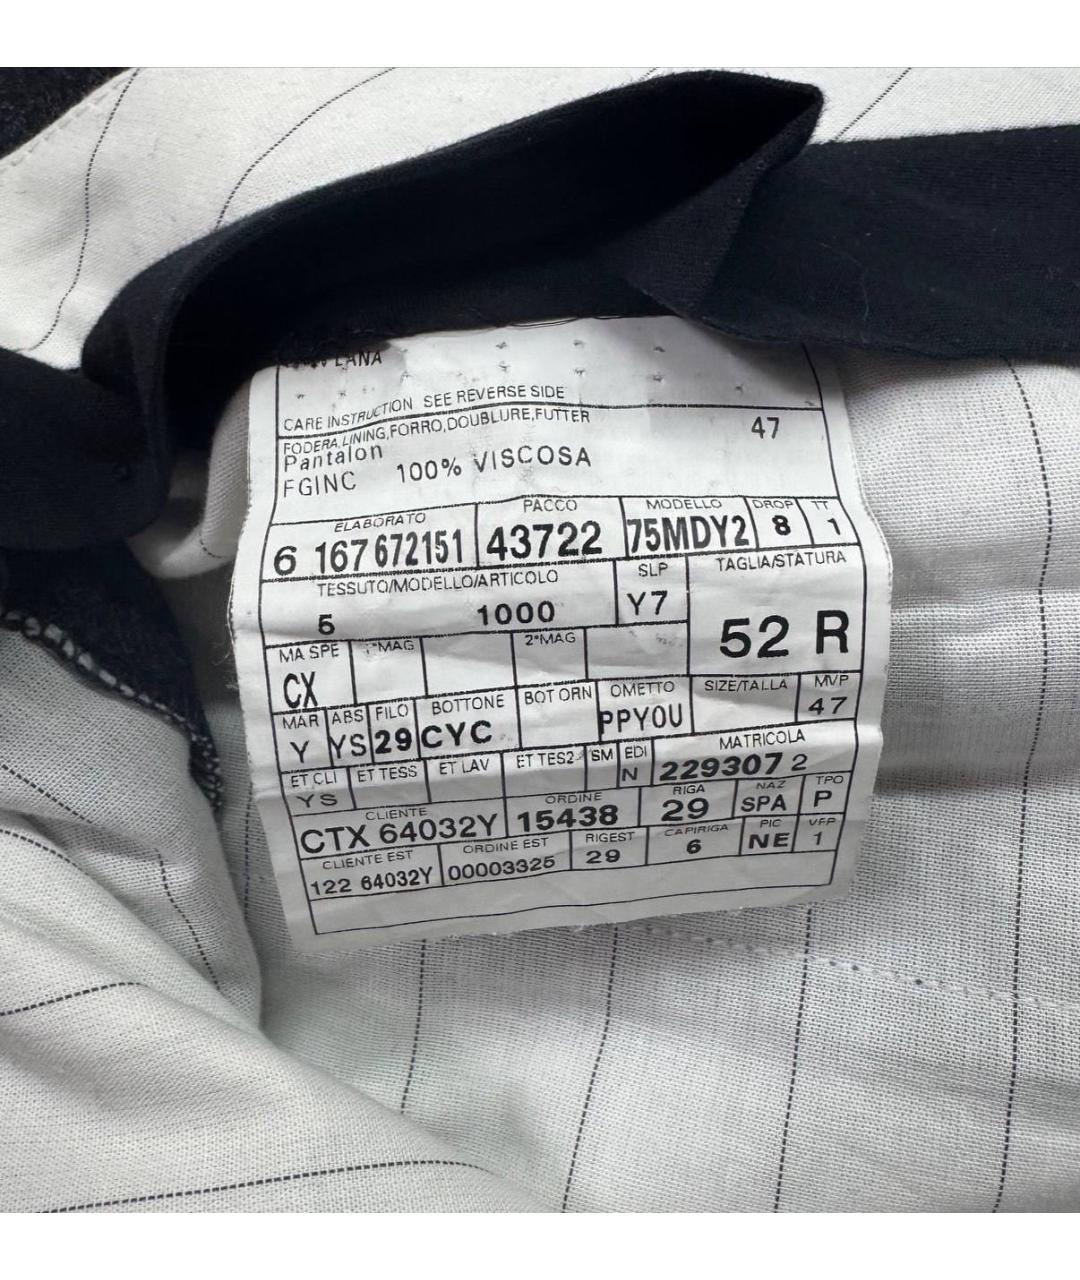 LANA
CARE INSTRUCTION SEE REVERSE SIDE
FODERA,LINING,FORRO,DOUBLURE,FUTTER
Pantalon 47
FGINC 100% VISCOSA
ELABORATO PACCO MODELLO DROP TT
6 167 672151 43722 75MDY2 8 1
TESSUTO/MODELLO/ARTICOLO SLP TAGLIA/STATURA
5 1000 Y7 52 R
MA SPE 1°MAG 2°MAG
CX
SIZE/TALLA MVP
47
MAR ABS FILO BOTTONE BOT ORN OMETTO
Y YS 29 CYC PPYOU
ET CLI ET TESS ET LAV ET TES2 SM EDI MATRICOLA
YS N 229307 2
CLIENTE ORDINE RIGA NAZ TPO
CTX 64032Y 15438 29 SPA P
CLIENTE EST ORDINE EST RIGEST CAPIRIGA PIC VFP
122 64032Y 00003325 29 6 NE 1